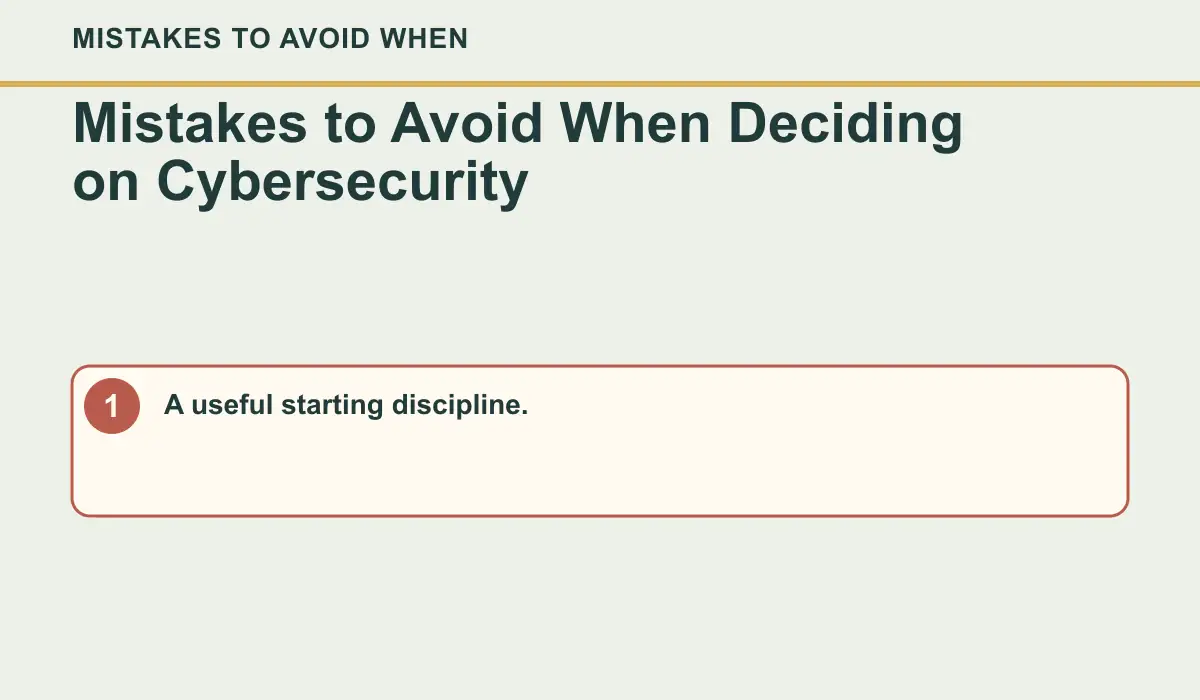 MISTAKES TO AVOID WHEN
Mistakes to Avoid When Deciding
on Cybersecurity
1
A useful starting discipline.